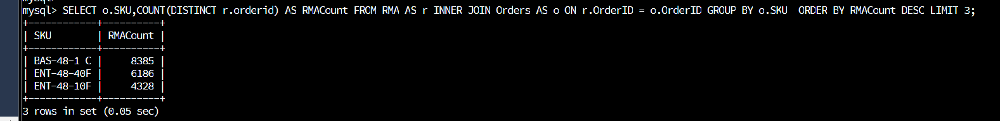 mysql> SELECT o.SKU,COUNT(DISTINCT r.orderid) AS RMACount FROM RMA AS r INNER JOIN Orders AS o ON r.OrderID = o.OrderID GROUP BY o.SKU  ORDER BY RMACount DESC LIMIT 3;
+------------+----------+
| SKU        | RMACount |
+------------+----------+
| BAS-48-1 C |     8385 |
| ENT-48-40F |     6186 |
| ENT-48-10F |     4328 |
+------------+----------+
3 rows in set (0.05 sec)